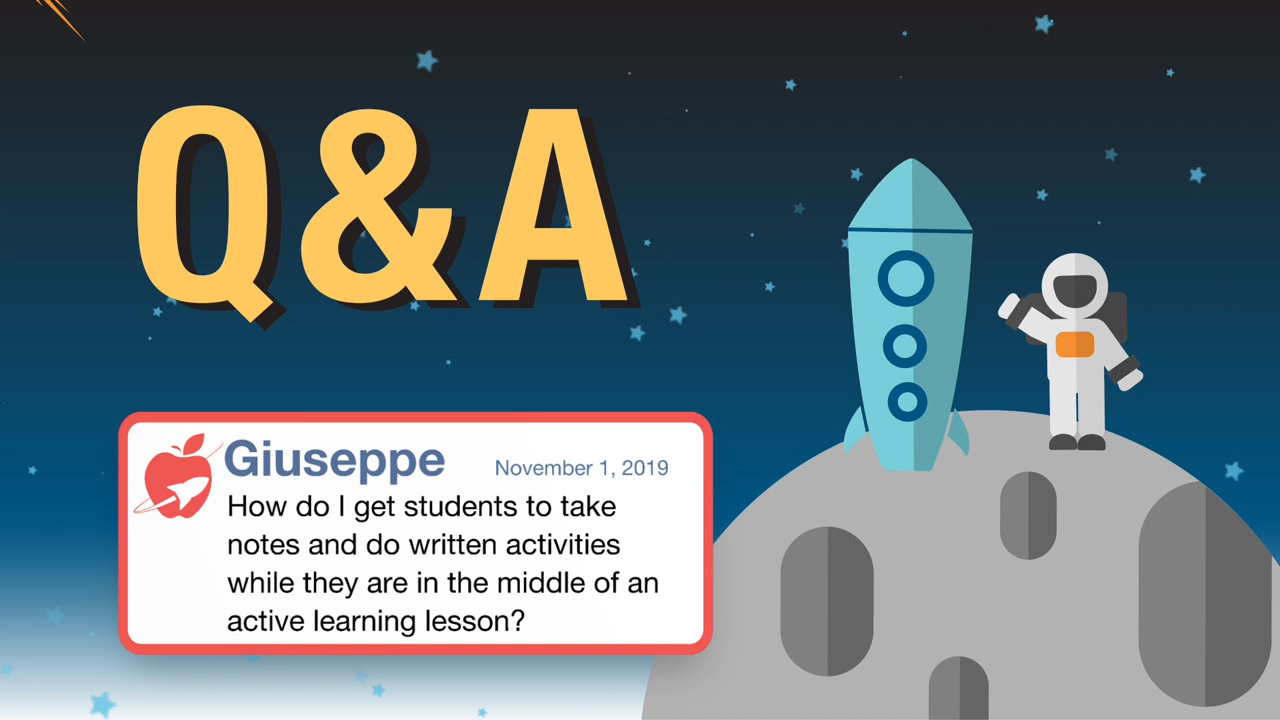 Q&A
Giuseppe
November 1, 2019
How do I get students to take
notes and do written activities
while they are in the middle of an
active learning lesson?